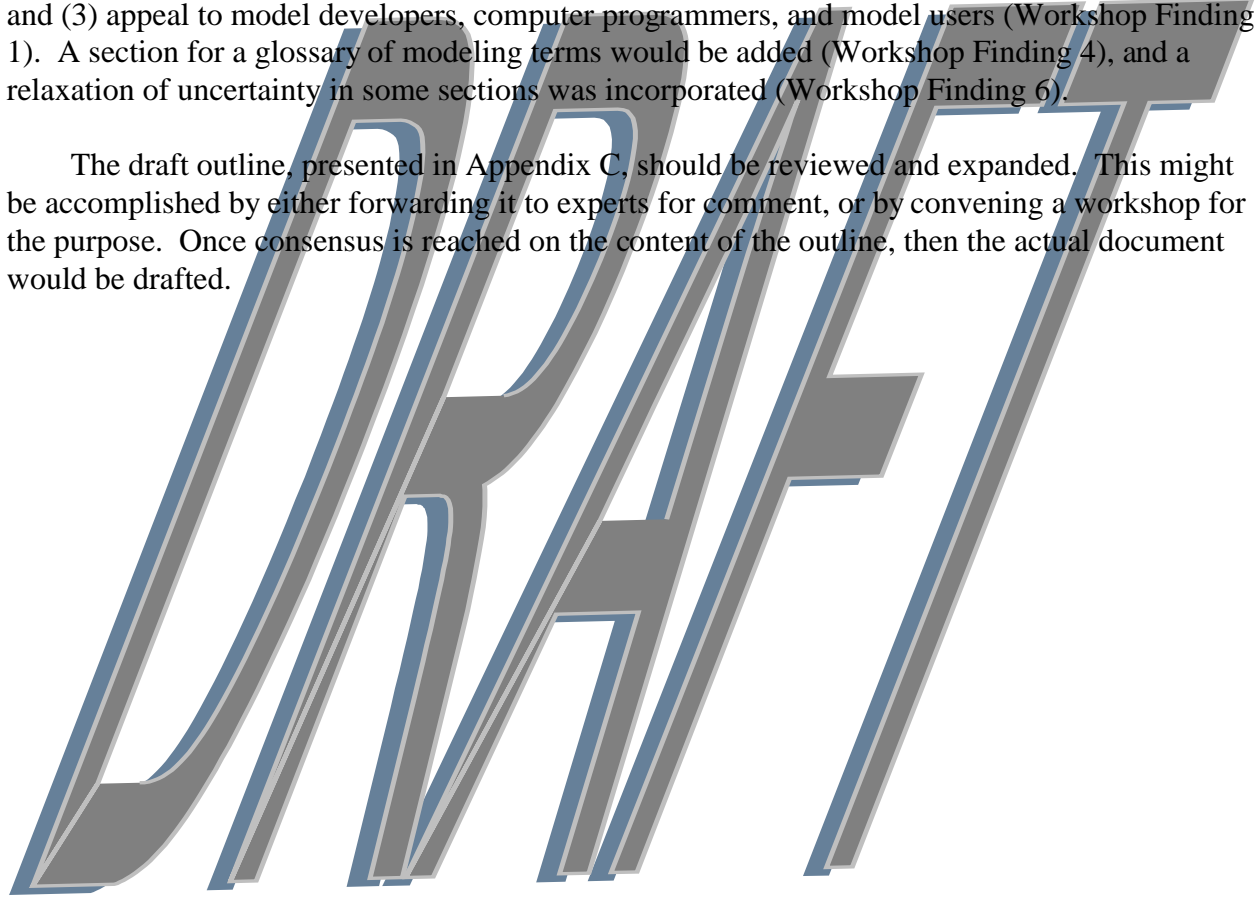 and (3) appeal to model developers, computer programmers, and model users (Workshop Finding
1). A section for a glossary of modeling terms would be added (Workshop Finding 4), and a
relaxation of uncertainty in some sections was incorporated (Workshop Finding 6).
The draft outline, presented in Appendix C, should be reviewed and expanded. This might
be accomplished by either forwarding it to experts for comment, or by convening a workshop for
the purpose. Once consensus is reached on the content of the outline, then the actual document
would be drafted.
DRAFT